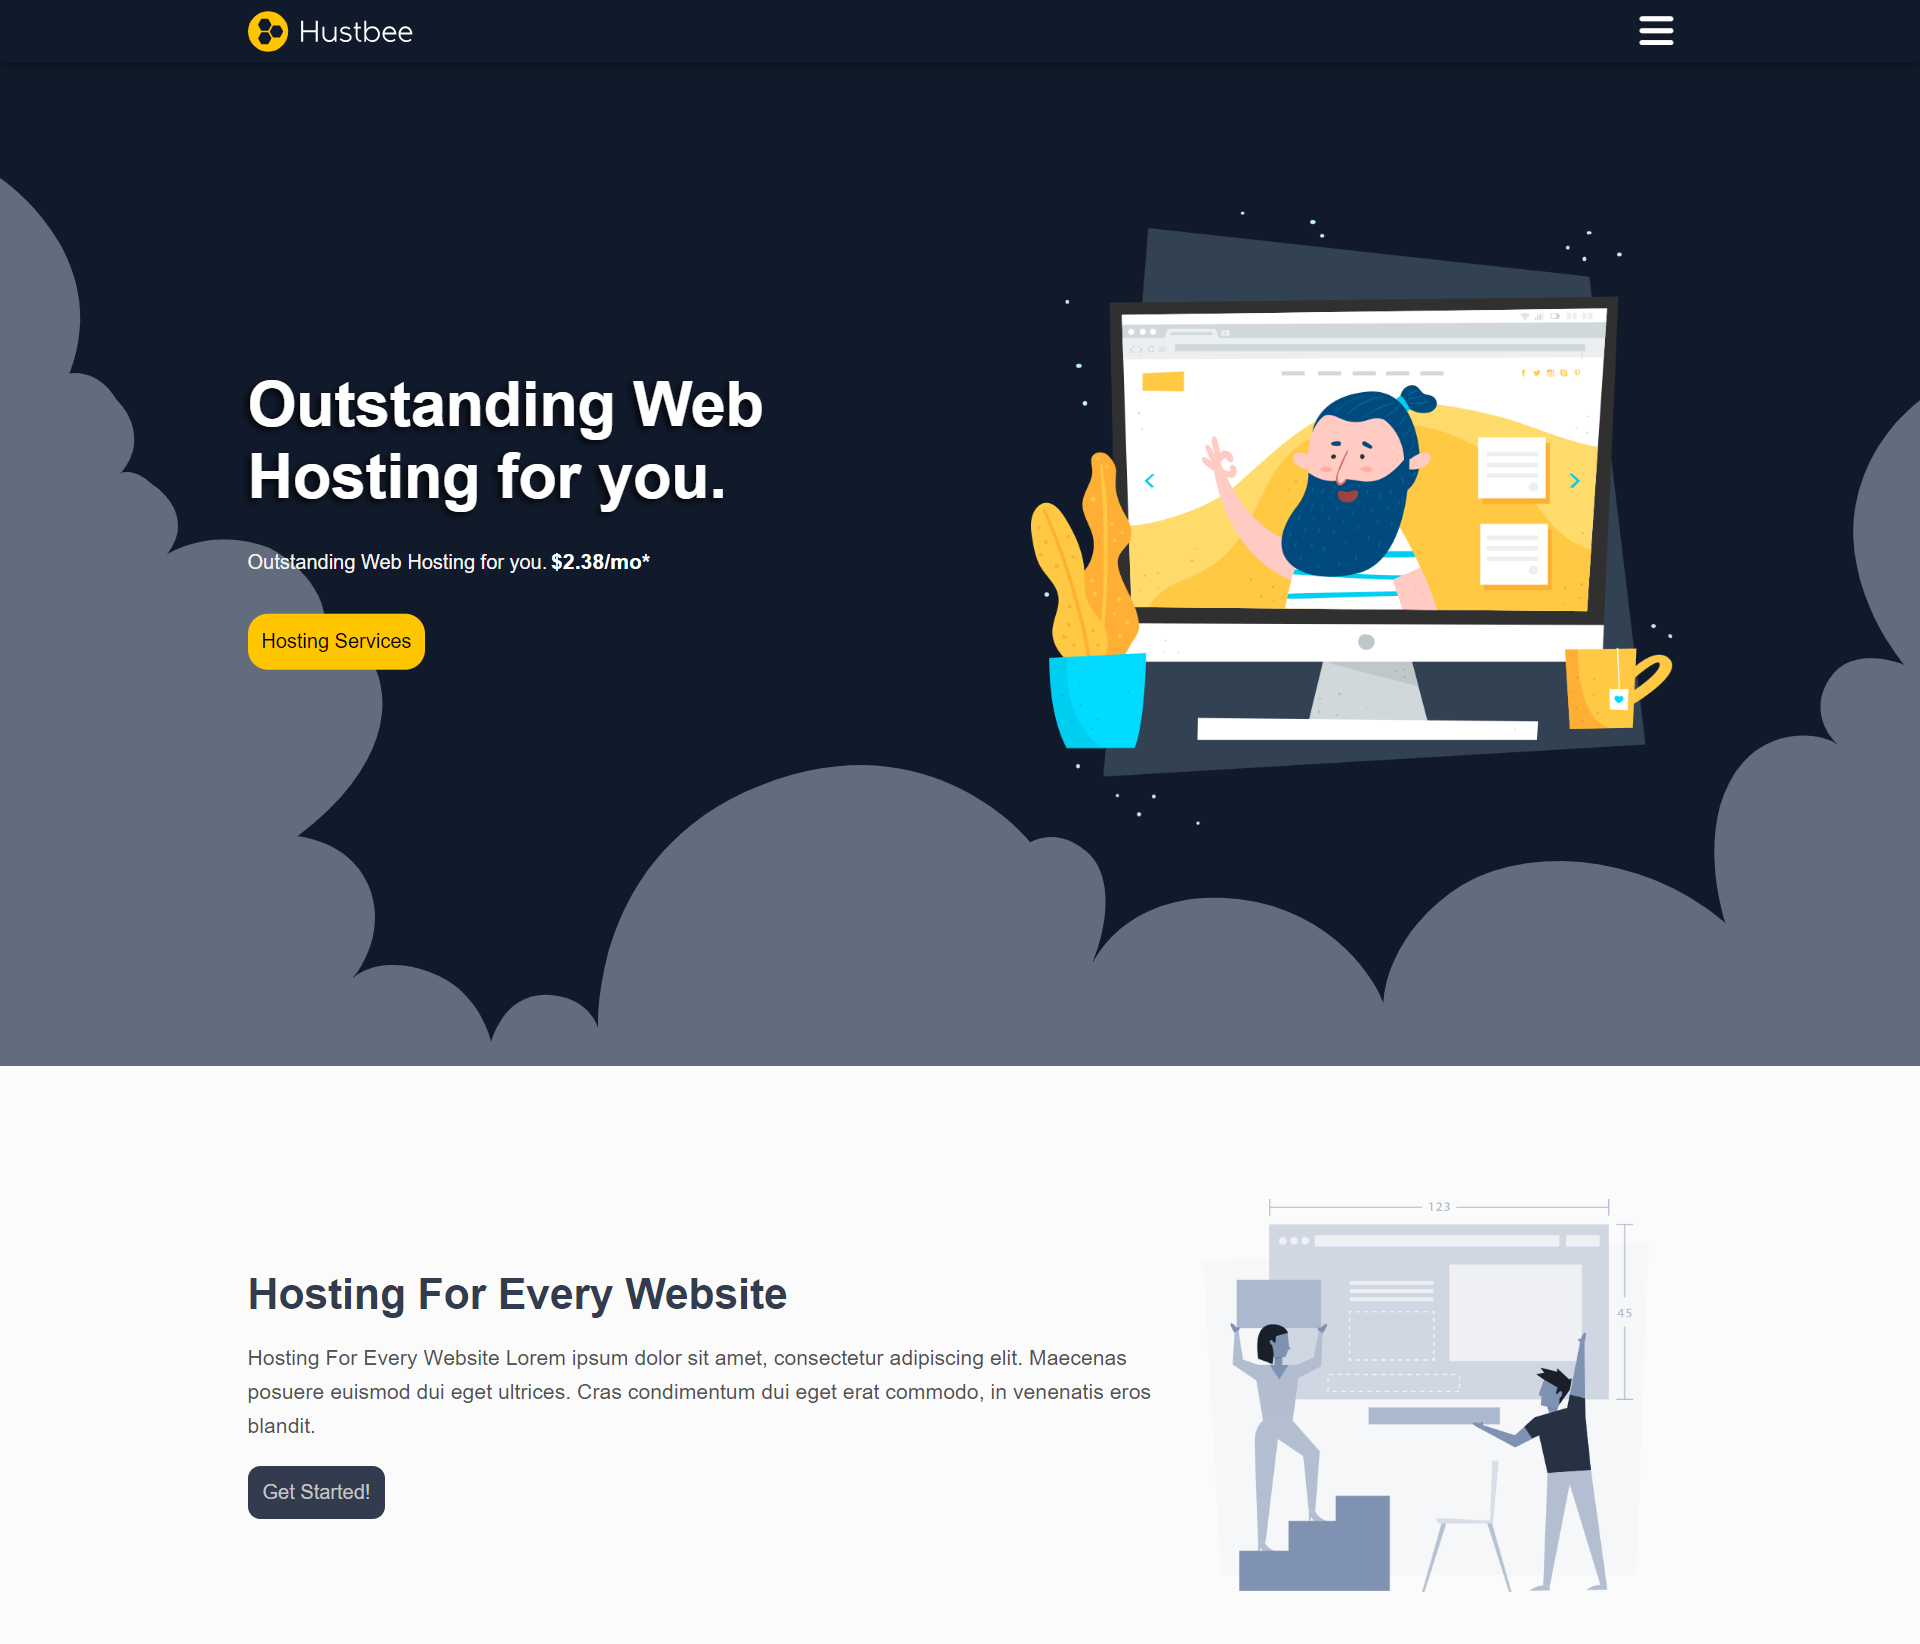 Hustbee
Outstanding Web
Hosting for you.
Outstanding Web Hosting for you. $2.38/mo*
Hosting Services
123
45
Hosting For Every Website
Hosting For Every Website Lorem ipsum dolor sit amet, consectetur adipiscing elit. Maecenas
posuere euismod dui eget ultrices. Cras condimentum dui eget erat commodo, in venenatis eros
blandit.
Get Started!